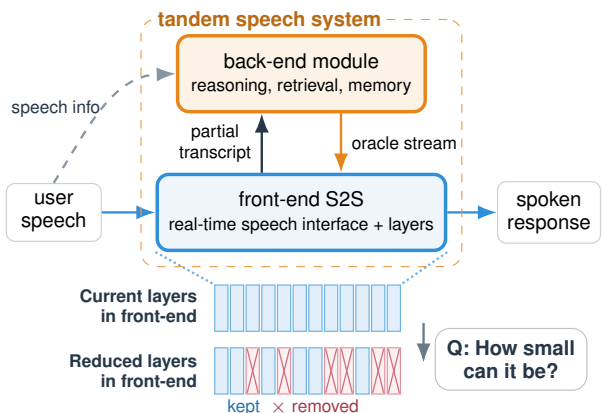 tandem speech system
back-end module
reasoning, retrieval, memory
speech info
partial
transcript
oracle stream
user
speech
front-end S2S
real-time speech interface + layers
spoken
response
Current layers
in front-end
Reduced layers
in front-end
Q: How small
can it be?
kept × removed